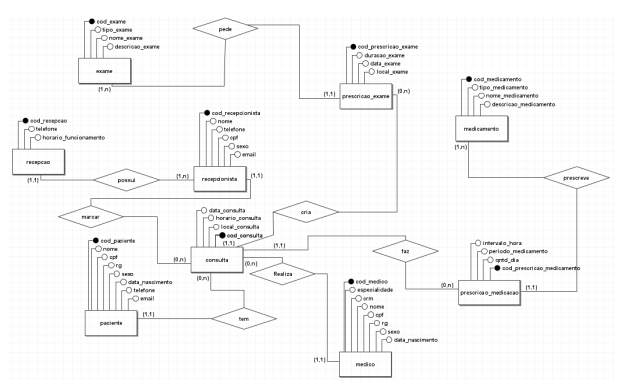 cod_exame
tipo_exame
nome_exame
descricao_exame
exame
(1,n)
pede
cod_prescricao_exame
duracao_exame
data_exame
local_exame
(1,1)
(0,n)
prescricao_exame
cod_medicamento
tipo_medicamento
nome_medicamento
descricao_medicamento
medicamento
(1,n)
prescreve
cod_recepcao
telefone
horario_funcionamento
recepcao
(1,1)
possui
(1,n)
cod_recepcionista
nome
telefone
cpf
sexo
email
recepcionista
(1,1)
marcar
(0,n)
data_consulta
horario_consulta
local_consulta
cod_consulta
(1,1)
(1,1)
consulta
(0,n)
(0,n)
cria
faz
(0,n)
intervalo_hora
periodo_medicamento
qntd_dia
cod_prescricao_medicamento
prescricao_medicacao
(1,1)
Realiza
cod_paciente
nome
cpf
rg
sexo
data_nascimento
telefone
email
paciente
(1,1)
tem
cod_medico
especialidade
crm
nome
cpf
rg
sexo
data_nascimento
(1,1)
medico